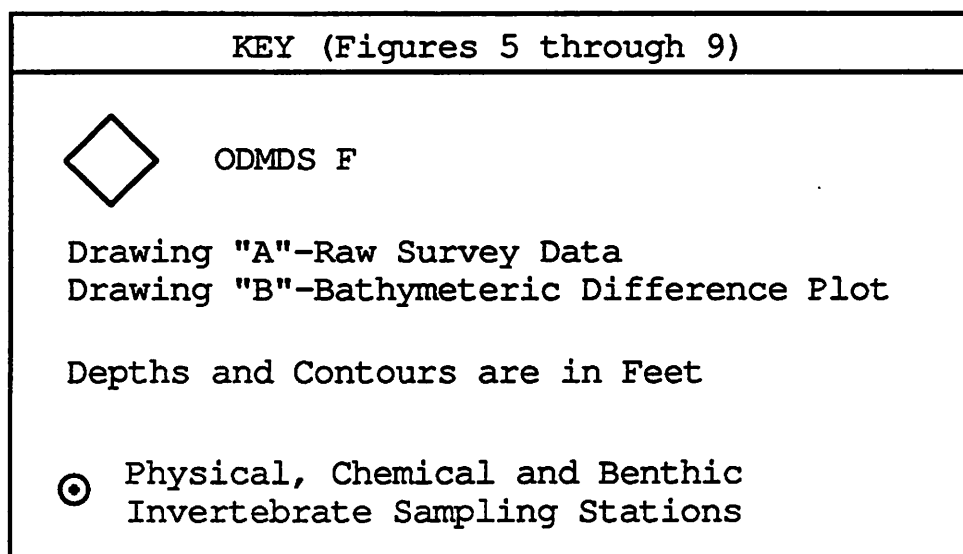 KEY (Figures 5 through 9)
ODMDS F
Drawing "A"-Raw Survey Data
Drawing "B"-Bathymeteric Difference Plot
Depths and Contours are in Feet
Physical, Chemical and Benthic
Invertebrate Sampling Stations